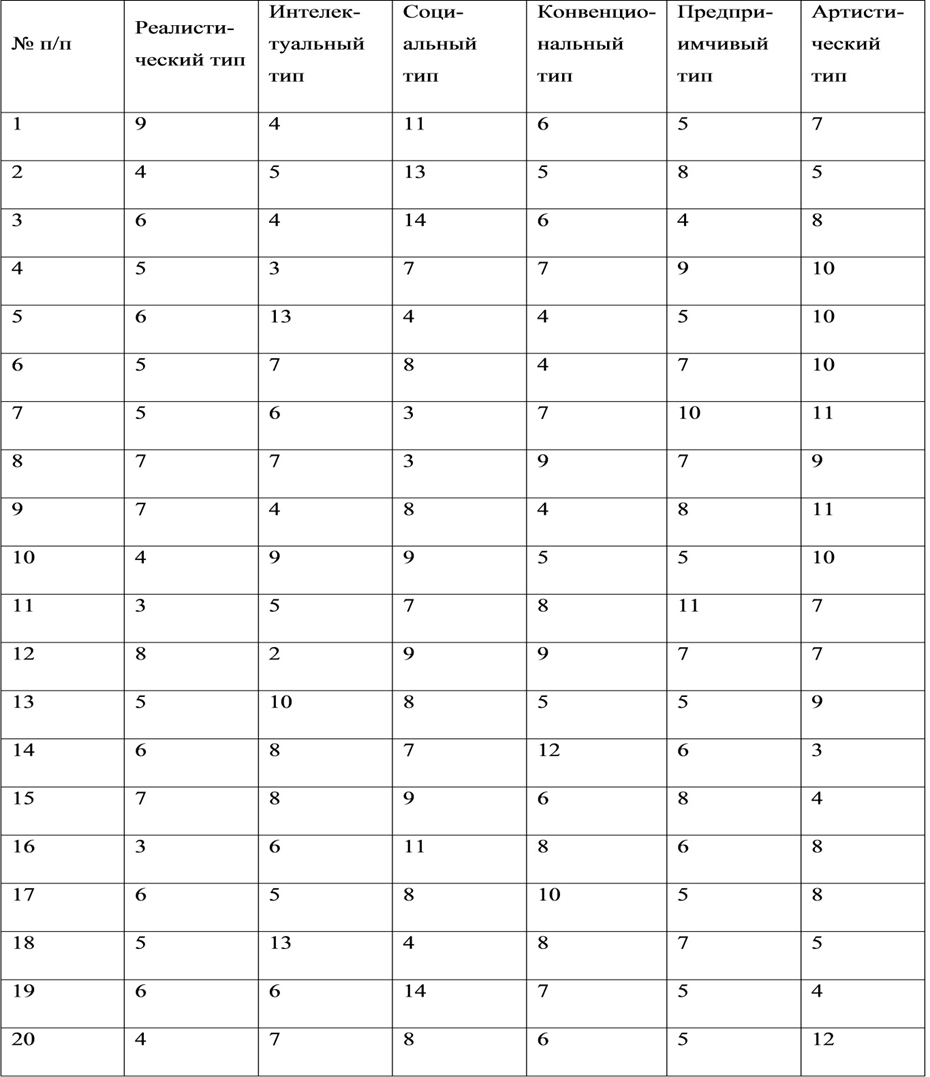 № п/п Реалисти-ческий тип Интелек-туальный тип Соци-альный тип Конвенцио-нальный тип Предпри-имчивый тип Артисти-ческий тип
1 9 4 11 6 5 7
2 4 5 13 5 8 5
3 6 4 14 6 4 8
4 5 3 7 7 9 10
5 6 13 4 4 5 10
6 5 7 8 4 7 10
7 5 6 3 7 10 11
8 7 7 3 9 7 9
9 7 4 8 4 8 11
10 4 9 9 5 5 10
11 3 5 7 8 11 7
12 8 2 9 9 7 7
13 5 10 8 5 5 9
14 6 8 7 12 6 3
15 7 8 9 6 8 4
16 3 6 11 8 6 8
17 6 5 8 10 5 8
18 5 13 4 8 7 5
19 6 6 14 7 5 4
20 4 7 8 6 5 12